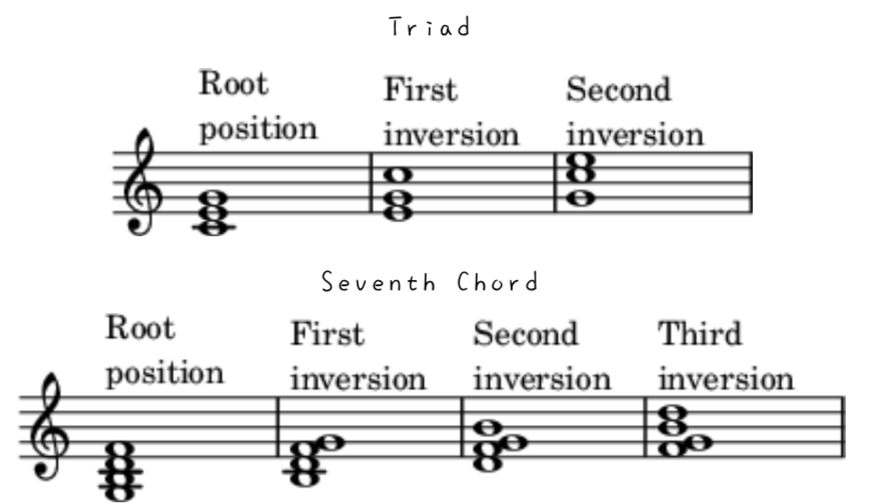 Triad
Root
position
First
inversion
Second
inversion
Seventh Chord
Root
position
First
inversion
Second
inversion
Third
inversion